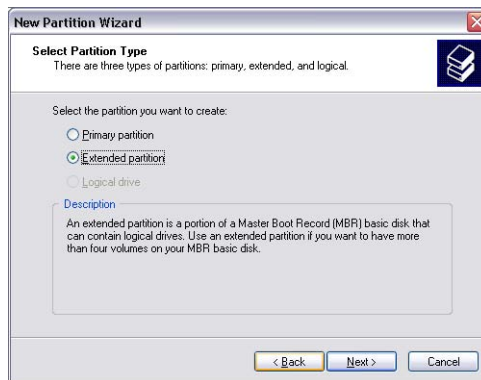 New Partition Wizard
Select Partition Type
There are three types of partitions: primary, extended, and logical.
Select the partition you want to create:
Primary partition
Extended partition
Logical drive
Description
An extended partition is a portion of a Master Boot Record (MBR) basic disk that
can contain logical drives. Use an extended partition if you want to have more
than four volumes on your MBR basic disk.
< Back Next > Cancel